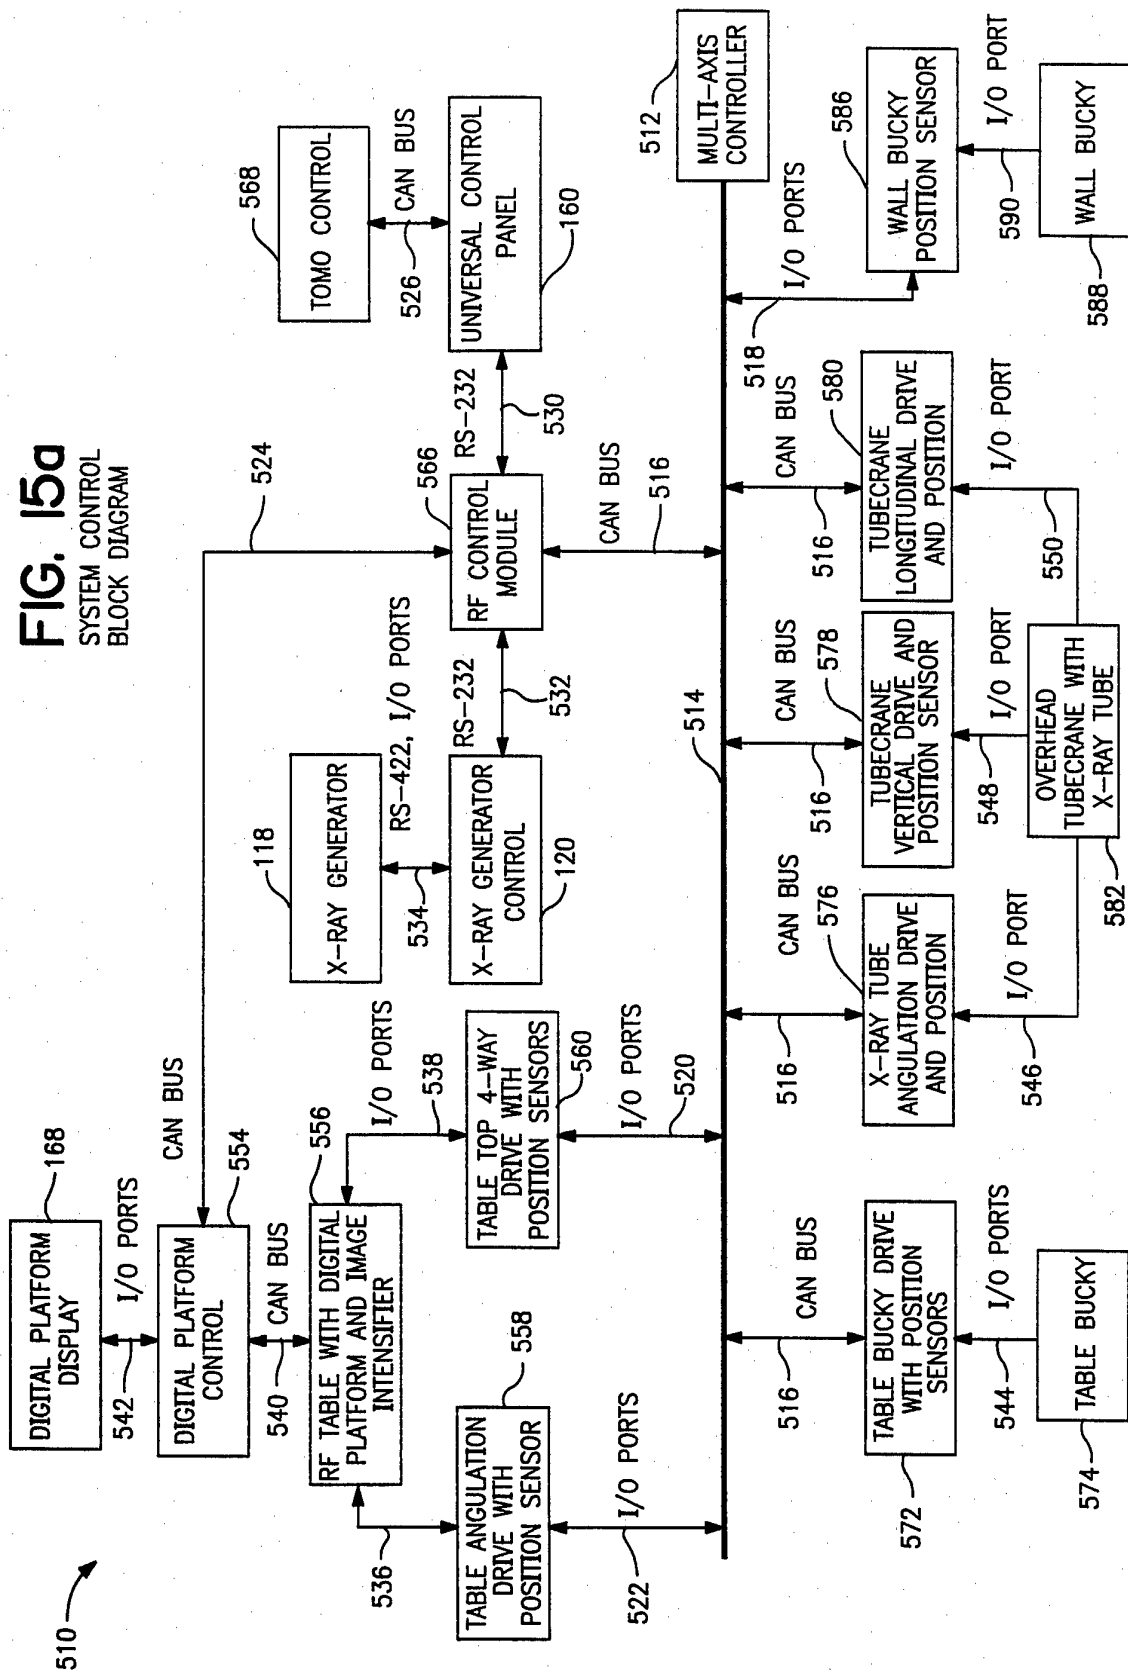 FIG. 15a
SYSTEM CONTROL
BLOCK DIAGRAM
510
DIGITAL PLATFORM
DISPLAY
168
542
I/O PORTS
DIGITAL PLATFORM
CONTROL
554
CAN BUS
524
540
CAN BUS
RF TABLE WITH DIGITAL
PLATFORM AND IMAGE
INTENSIFIER
556
536
538
I/O PORTS
TABLE ANGULATION
DRIVE WITH
POSITION SENSOR
558
522
I/O PORTS
TABLE TOP 4-WAY
DRIVE WITH
POSITION SENSORS
560
I/O PORTS
520
118
X-RAY GENERATOR
534
RS-422, I/O PORTS
X-RAY GENERATOR
CONTROL
120
RS-232
532
RF CONTROL
MODULE
566
CAN BUS
516
RS-232
530
568
TOMO CONTROL
526
CAN BUS
UNIVERSAL CONTROL
PANEL
160
514
512
MULTI-AXIS
CONTROLLER
516
CAN BUS
TABLE BUCKY DRIVE
WITH POSITION
SENSORS
572
544
I/O PORTS
TABLE BUCKY
574
516
CAN BUS
576
X-RAY TUBE
ANGULATION DRIVE
AND POSITION
546
I/O PORT
516
CAN BUS
578
TUBECRANE
VERTICAL DRIVE AND
POSITION SENSOR
548
I/O PORT
OVERHEAD
TUBECRANE WITH
X-RAY TUBE
582
516
CAN BUS
580
TUBECRANE
LONGITUDINAL DRIVE
AND POSITION
550
I/O PORT
518
I/O PORTS
WALL BUCKY
POSITION SENSOR
586
590
I/O PORT
WALL BUCKY
588